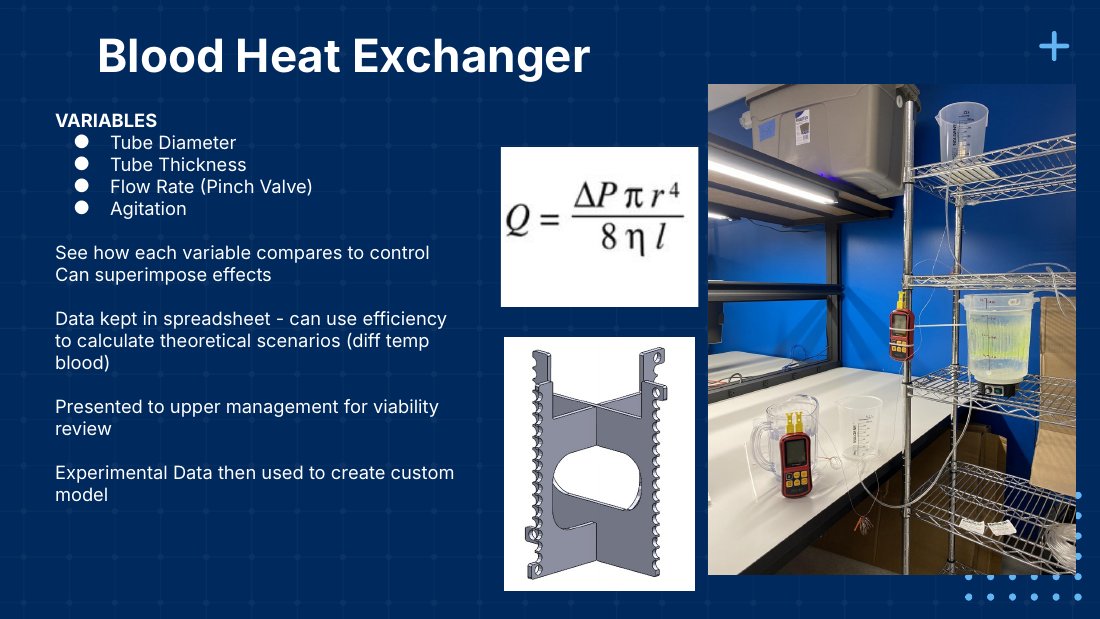 Blood Heat Exchanger
VARIABLES
● Tube Diameter
● Tube Thickness
● Flow Rate (Pinch Valve)
● Agitation
See how each variable compares to control
Can superimpose effects
Data kept in spreadsheet - can use efficiency
to calculate theoretical scenarios (diff temp
blood)
Presented to upper management for viability
review
Experimental Data then used to create custom
model
Q = ΔP π r⁴ / 8 η l